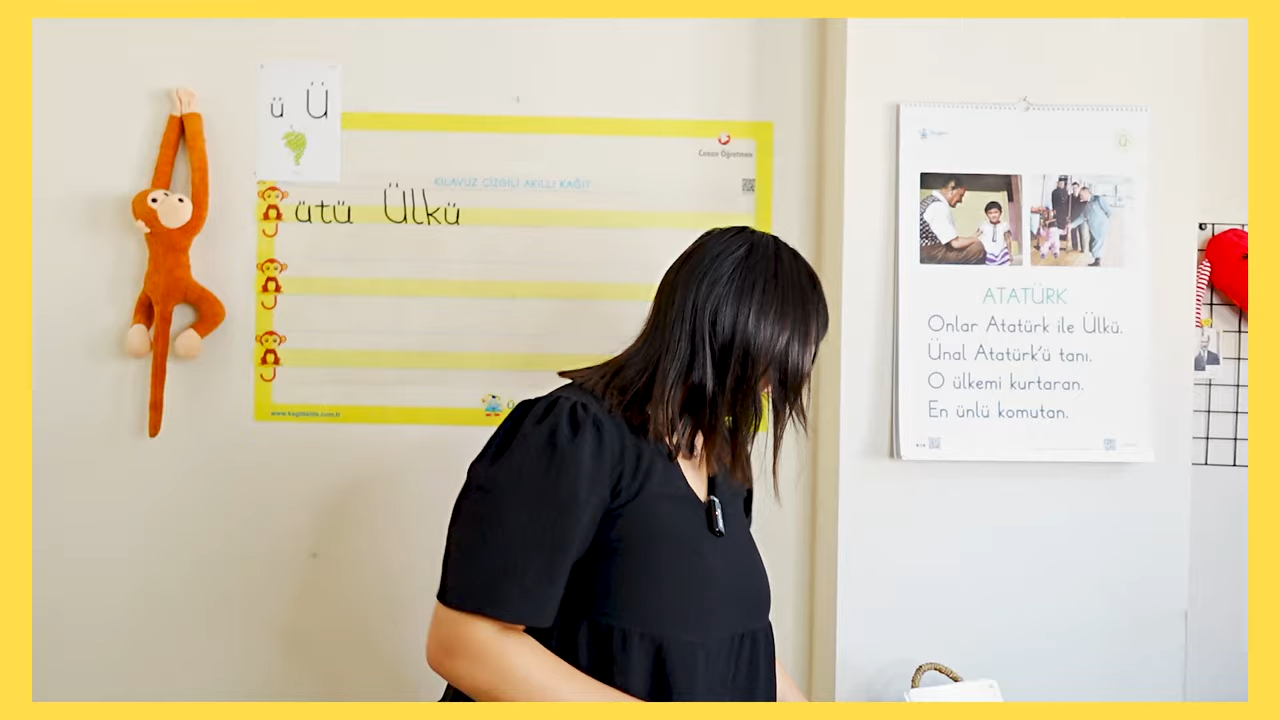 ü Ü
Canan Öğretmen
KILAVUZ ÇİZGİLİ AKILLI KAĞIT
ütü Ülkü
www.kagitkibla.com.tr
ü
ATATÜRK
Onlar Atatürk ile Ülkü.
Ünal Atatürk'ü tanı.
O ülkemi kurtaran.
En ünlü komutan.